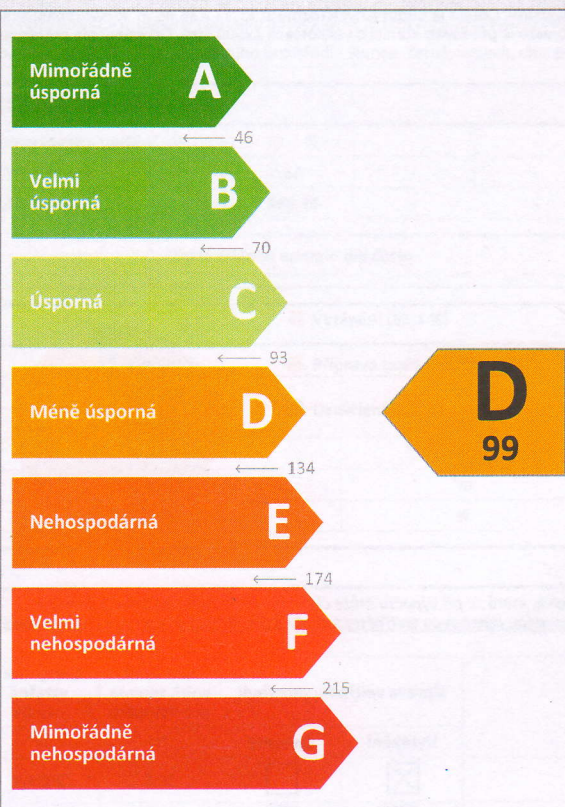 Mimořádně
úsporná
A
46
Velmi
úsporná
B
70
Úsporná
C
93
Méně úsporná
D
D
99
134
Nehospodárná
E
174
Velmi
nehospodárná
F
215
Mimořádně
nehospodárná
G